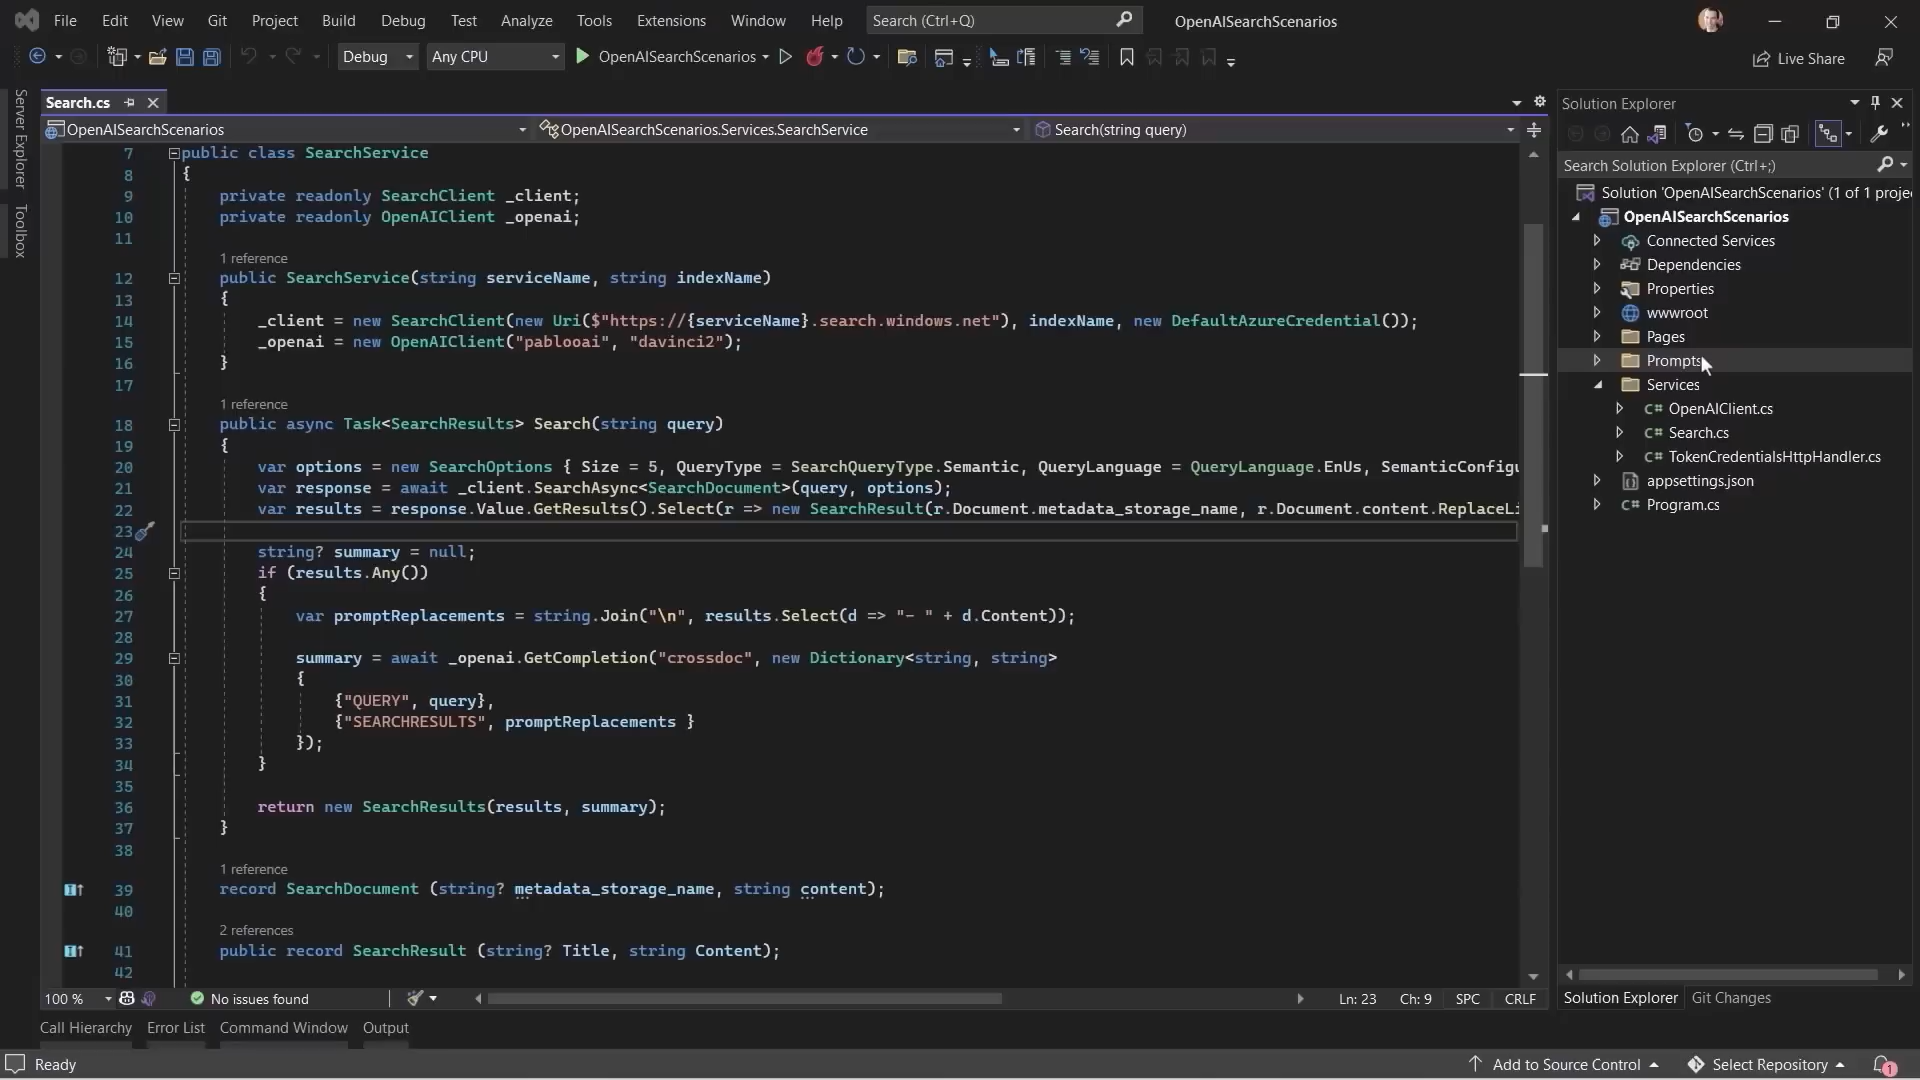 File Edit View Git Project Build Debug Test Analyze Tools Extensions Window Help Search (Ctrl+Q) OpenAISearchScenarios
Debug Any CPU OpenAISearchScenarios Live Share
Server Explorer
Toolbox
Search.cs
OpenAISearchScenarios OpenAISearchScenarios.Services.SearchService Search(string query)
7 public class SearchService
8 {
9 private readonly SearchClient _client;
10 private readonly OpenAIClient _openai;
11
1 reference
12 public SearchService(string serviceName, string indexName)
13 {
14 _client = new SearchClient(new Uri($"https://{serviceName}.search.windows.net"), indexName, new DefaultAzureCredential());
15 _openai = new OpenAIClient("pablooai", "davinci2");
16 }
17
1 reference
18 public async Task<SearchResults> Search(string query)
19 {
20 var options = new SearchOptions { Size = 5, QueryType = SearchQueryType.Semantic, QueryLanguage = QueryLanguage.EnUs, SemanticConfigu
21 var response = await _client.SearchAsync<SearchDocument>(query, options);
22 var results = response.Value.GetResults().Select(r => new SearchResult(r.Document.metadata_storage_name, r.Document.content.ReplaceLi
23
24 string? summary = null;
25 if (results.Any())
26 {
27 var promptReplacements = string.Join("\n", results.Select(d => "- " + d.Content));
28
29 summary = await _openai.GetCompletion("crossdoc", new Dictionary<string, string>
30 {
31 {"QUERY", query},
32 {"SEARCHRESULTS", promptReplacements }
33 });
34 }
35
36 return new SearchResults(results, summary);
37 }
38
1 reference
39 record SearchDocument (string? metadata_storage_name, string content);
40
2 references
41 public record SearchResult (string? Title, string Content);
42
100 % No issues found Ln: 23 Ch: 9 SPC CRLF
Call Hierarchy Error List Command Window Output
Solution Explorer
Search Solution Explorer (Ctrl+;)
Solution 'OpenAISearchScenarios' (1 of 1 proje
OpenAISearchScenarios
Connected Services
Dependencies
Properties
wwwroot
Pages
Prompts
Services
C# OpenAIClient.cs
C# Search.cs
C# TokenCredentialsHttpHandler.cs
appsettings.json
C# Program.cs
Solution Explorer Git Changes
Ready Add to Source Control Select Repository 1